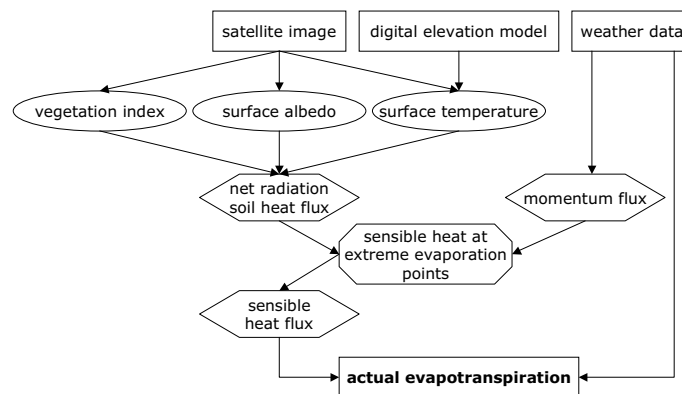 satellite image
digital elevation model
weather data
vegetation index
surface albedo
surface temperature
net radiation
soil heat flux
momentum flux
sensible heat at
extreme evaporation
points
sensible
heat flux
actual evapotranspiration